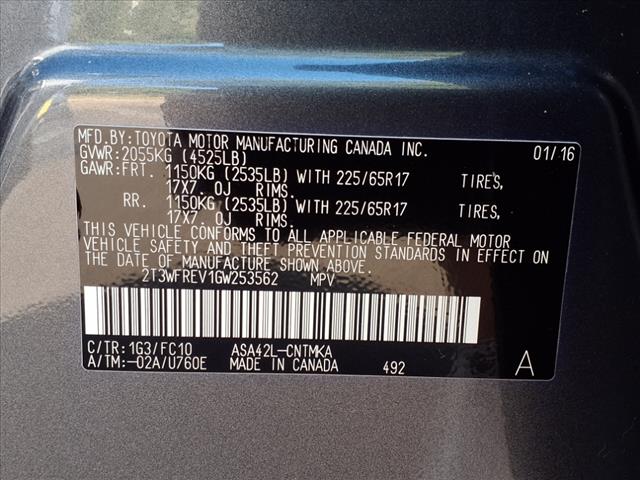 MFD.BY:TOYOTA MOTOR MANUFACTURING CANADA INC. 01/16
GVWR:2055KG (4525LB)
GAWR:FRT. 1150KG (2535LB) WITH 225/65R17 TIRES,
17X7.0J RIMS.
RR. 1150KG (2535LB) WITH 225/65R17 TIRES,
17X7.0J RIMS.
THIS VEHICLE CONFORMS TO ALL APPLICABLE FEDERAL MOTOR
VEHICLE SAFETY AND THEFT PREVENTION STANDARDS IN EFFECT ON
THE DATE OF MANUFACTURE SHOWN ABOVE.
2T3WFREV1GW253562 MPV
C/TR:1G3/FC10 ASA42L-CNTMKA
A/TM:-02A/U760E MADE IN CANADA 492 A